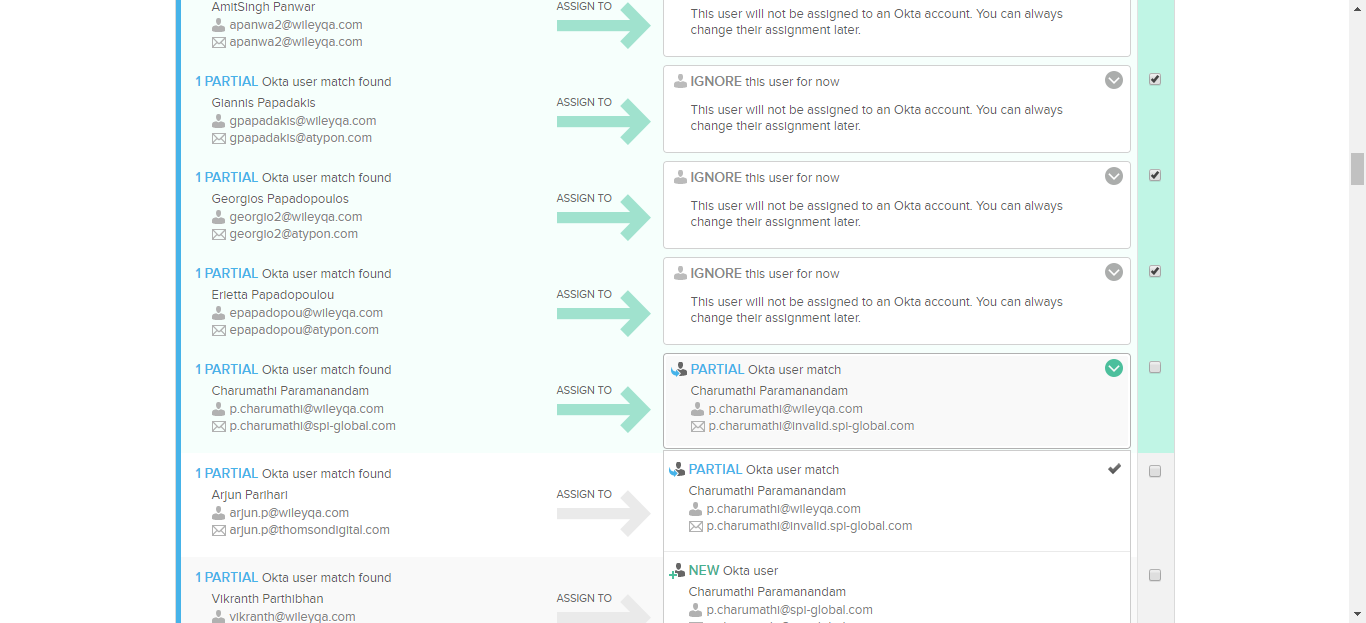 AmitSingh Panwar
apanwa2@wileyqa.com
apanwa2@wileyqa.com
ASSIGN TO
This user will not be assigned to an Okta account. You can always
change their assignment later.
1 PARTIAL Okta user match found
Giannis Papadakis
gpapadakis@wileyqa.com
gpapadakis@atypon.com
ASSIGN TO
IGNORE this user for now
This user will not be assigned to an Okta account. You can always
change their assignment later.
1 PARTIAL Okta user match found
Georgios Papadopoulos
georgio2@wileyqa.com
georgio2@atypon.com
ASSIGN TO
IGNORE this user for now
This user will not be assigned to an Okta account. You can always
change their assignment later.
1 PARTIAL Okta user match found
Erietta Papadopoulou
epapadopou@wileyqa.com
epapadopou@atypon.com
ASSIGN TO
IGNORE this user for now
This user will not be assigned to an Okta account. You can always
change their assignment later.
1 PARTIAL Okta user match found
Charumathi Paramanandam
p.charumathi@wileyqa.com
p.charumathi@spi-global.com
ASSIGN TO
PARTIAL Okta user match
Charumathi Paramanandam
p.charumathi@wileyqa.com
p.charumathi@invalid.spi-global.com
1 PARTIAL Okta user match found
Arjun Parihari
arjun.p@wileyqa.com
arjun.p@thomsondigital.com
ASSIGN TO
PARTIAL Okta user match
Charumathi Paramanandam
p.charumathi@wileyqa.com
p.charumathi@invalid.spi-global.com
1 PARTIAL Okta user match found
Vikranth Parthibhan
vikranth@wileyqa.com
ASSIGN TO
NEW Okta user
Charumathi Paramanandam
p.charumathi@spi-global.com